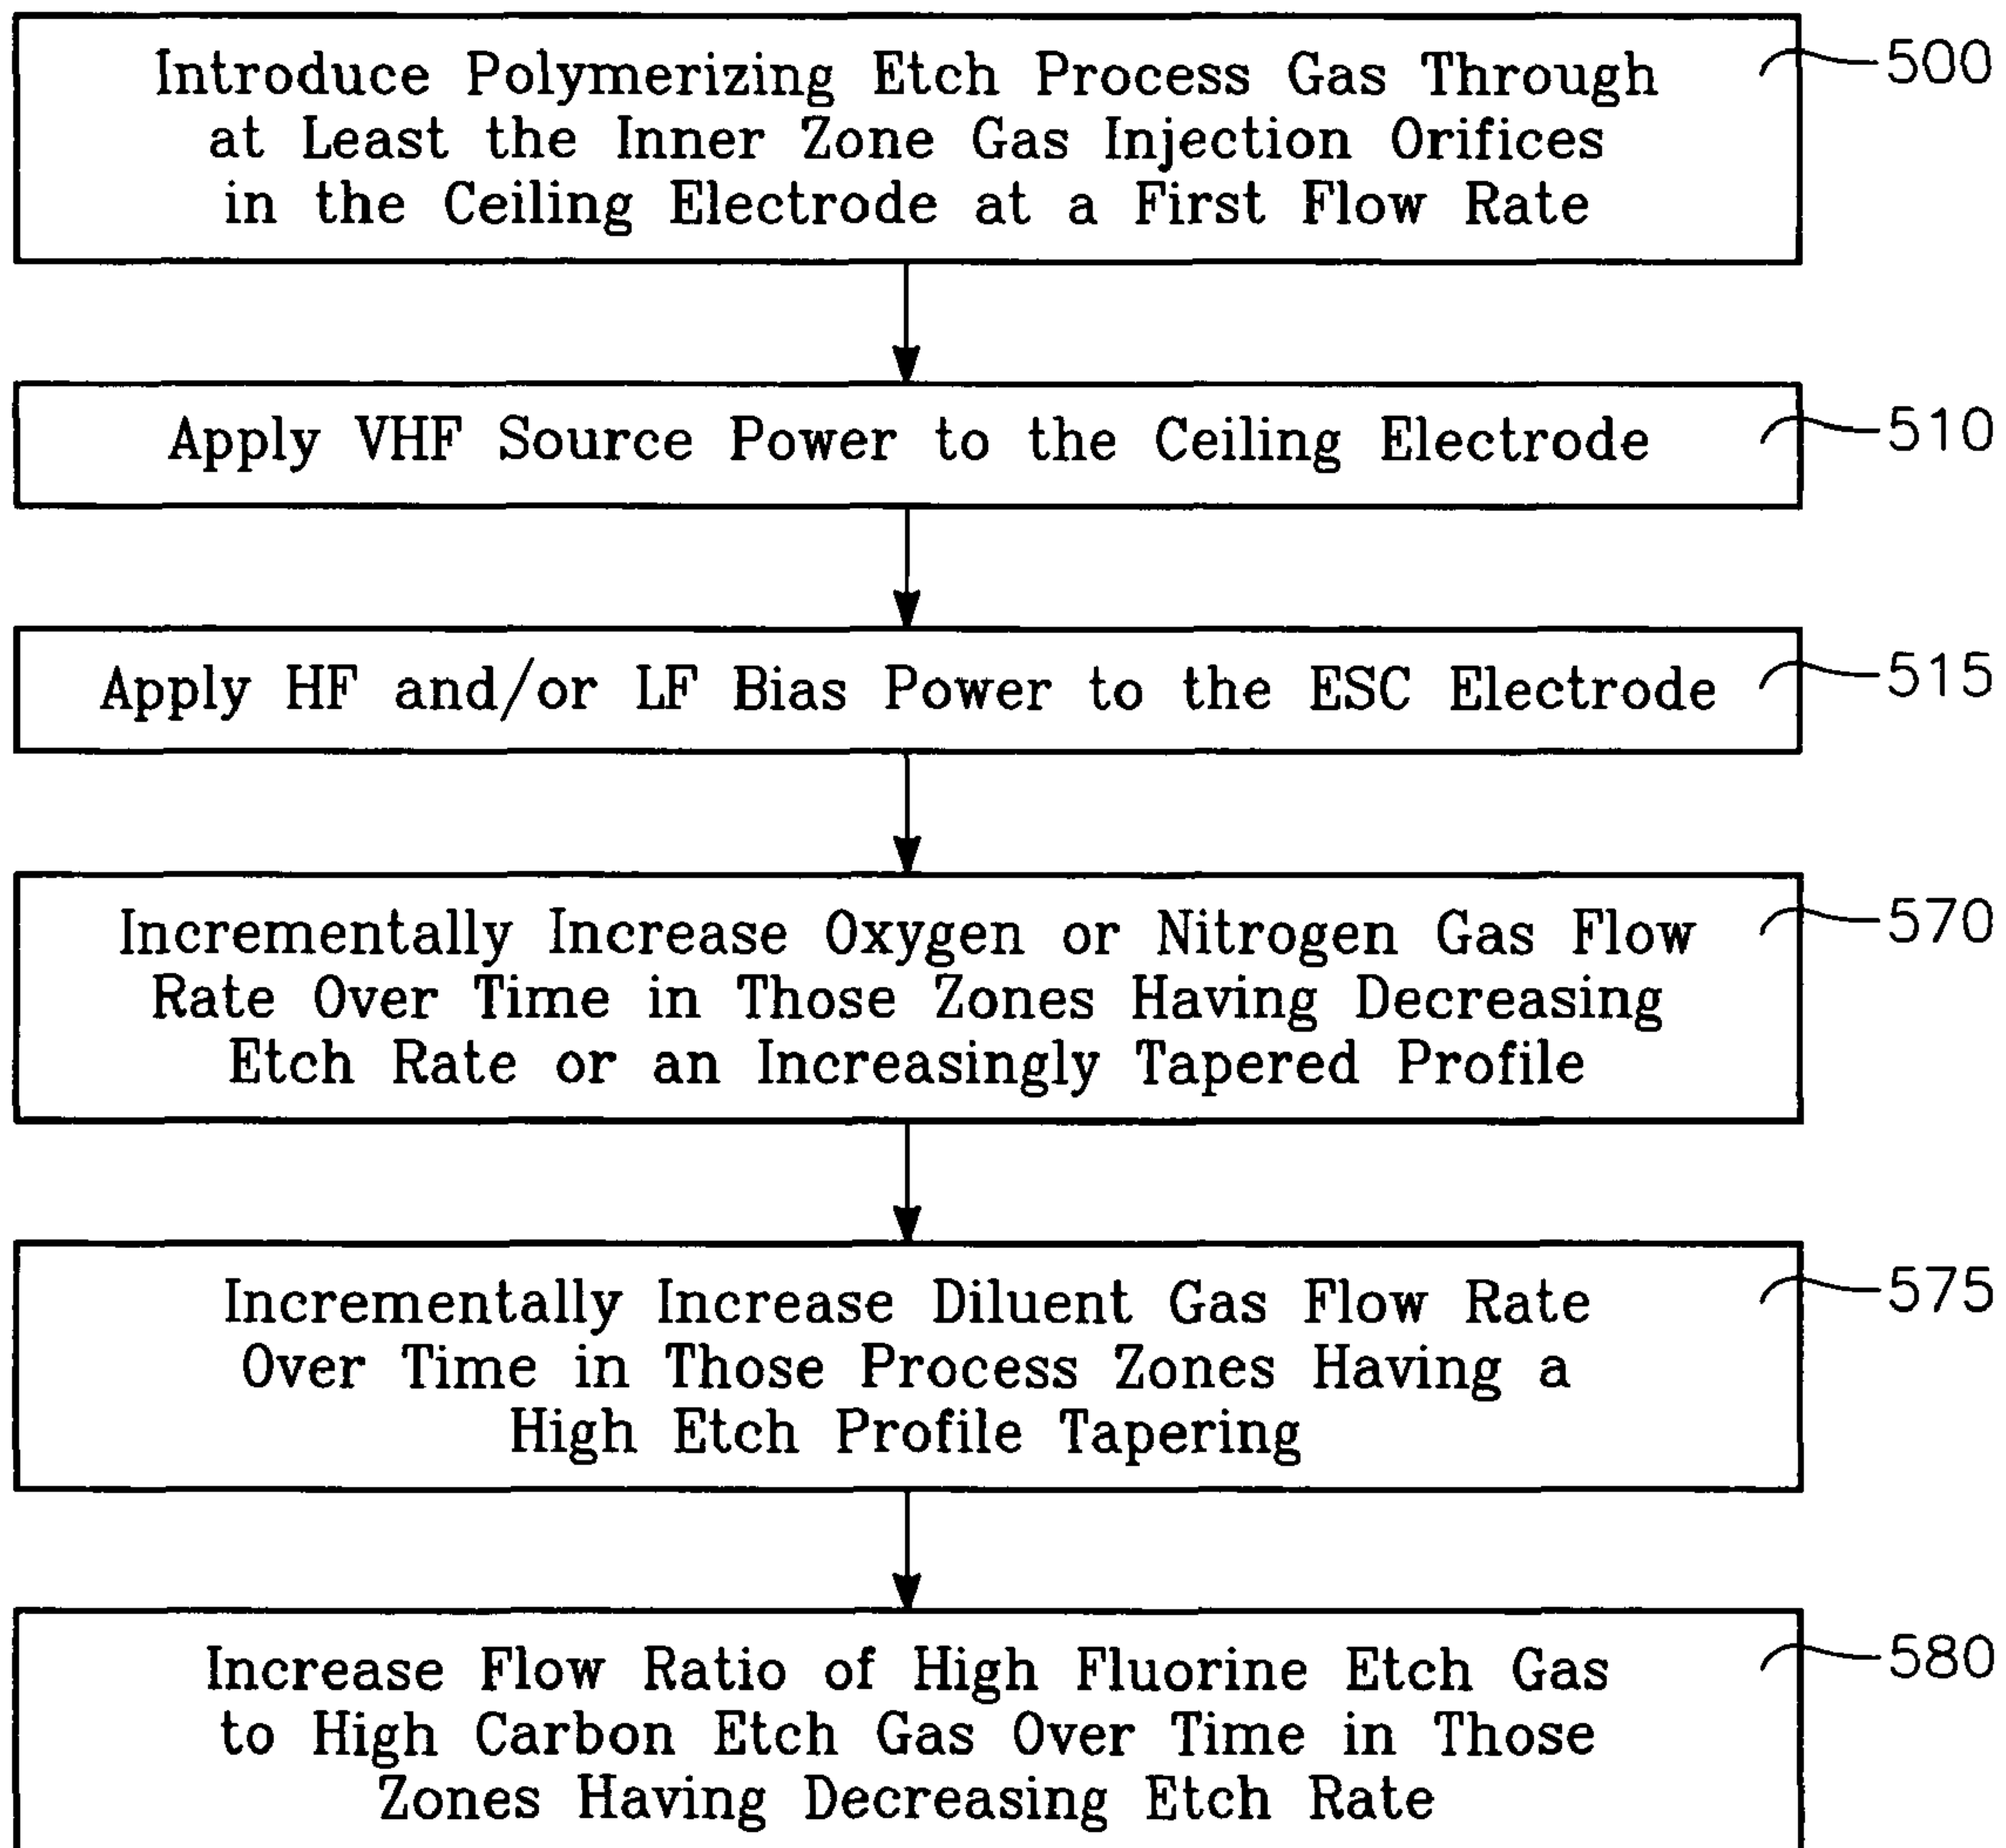 Introduce Polymerizing Etch Process Gas Through
at Least the Inner Zone Gas Injection Orifices
in the Ceiling Electrode at a First Flow Rate
500
Apply VHF Source Power to the Ceiling Electrode
510
Apply HF and/or LF Bias Power to the ESC Electrode
515
Incrementally Increase Oxygen or Nitrogen Gas Flow
Rate Over Time in Those Zones Having Decreasing
Etch Rate or an Increasingly Tapered Profile
570
Incrementally Increase Diluent Gas Flow Rate
Over Time in Those Process Zones Having a
High Etch Profile Tapering
575
Increase Flow Ratio of High Fluorine Etch Gas
to High Carbon Etch Gas Over Time in Those
Zones Having Decreasing Etch Rate
580